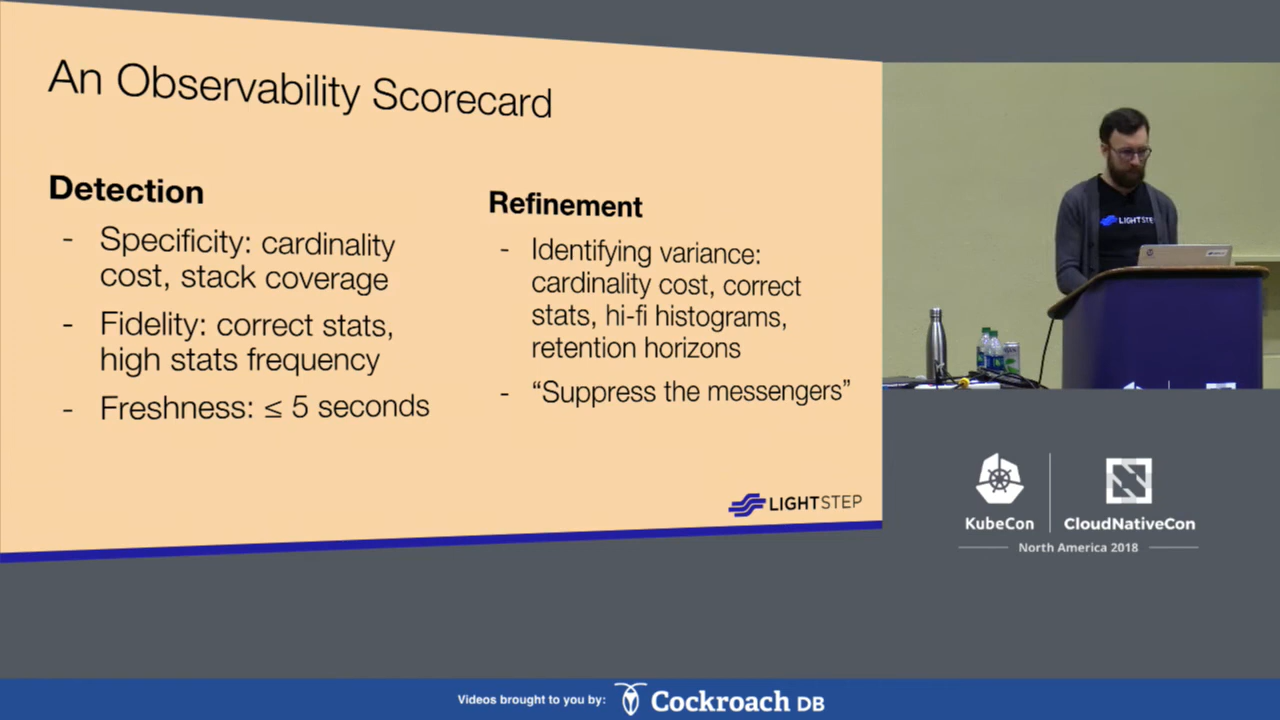 An Observability Scorecard
Detection
- Specificity: cardinality
cost, stack coverage
- Fidelity: correct stats,
high stats frequency
- Freshness: ≤ 5 seconds
Refinement
- Identifying variance:
cardinality cost, correct
stats, hi-fi histograms,
retention horizons
- “Suppress the messengers”
LIGHTSTEP
LIGHTSTE
KubeCon
CloudNativeCon
North America 2018
Videos brought to you by:
Cockroach DB